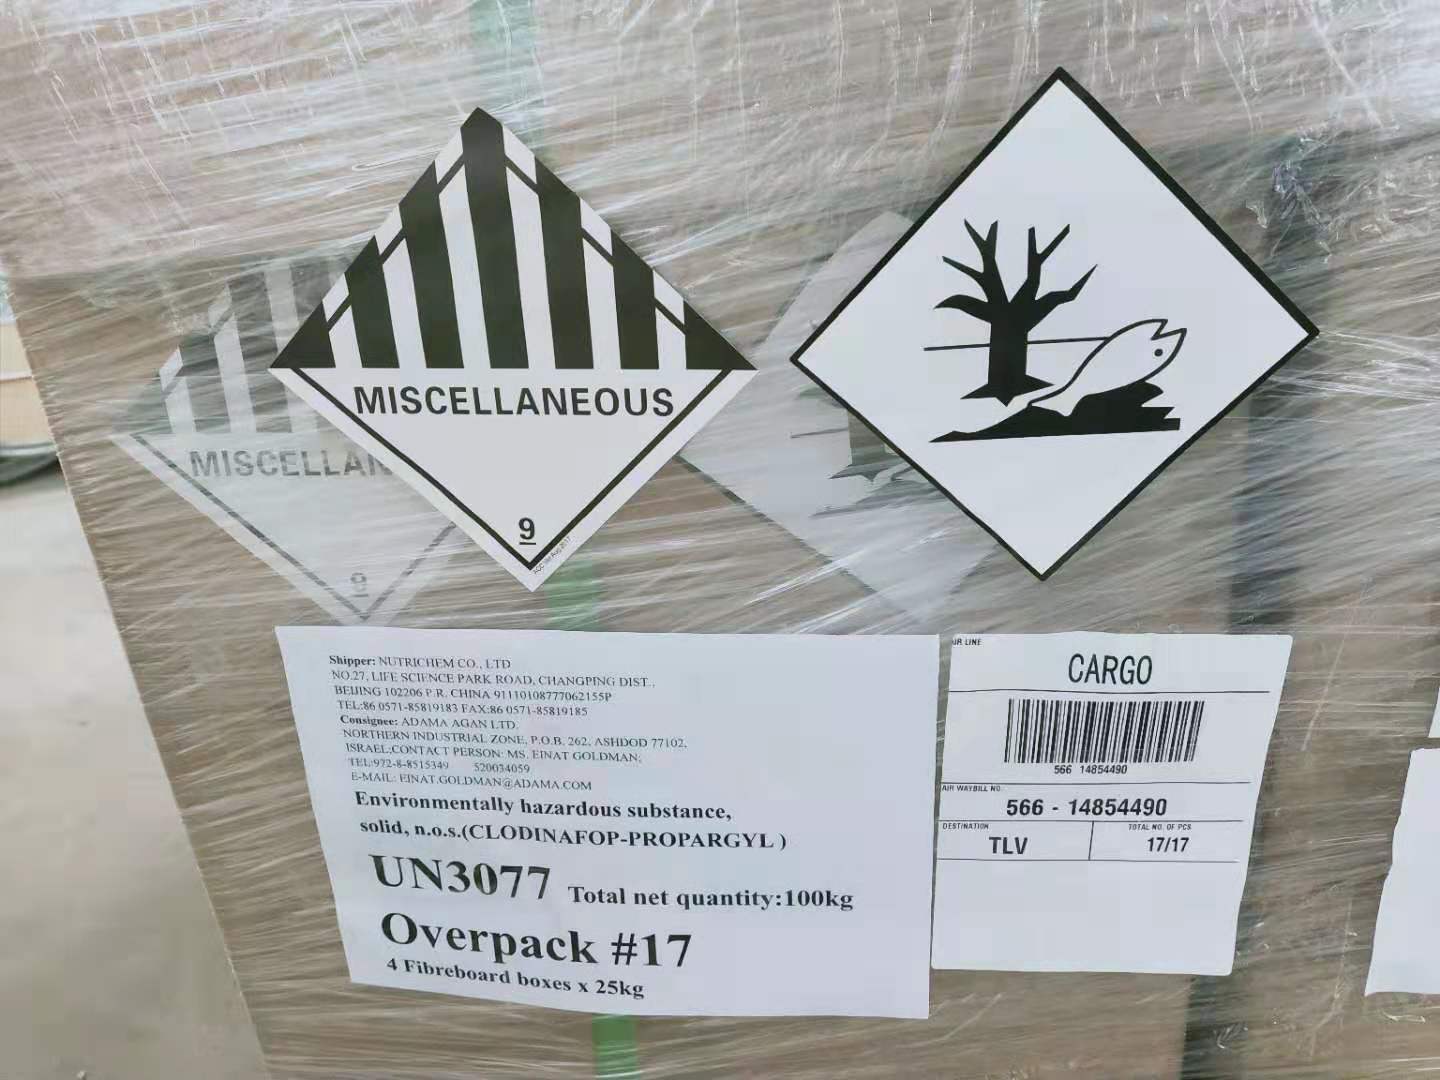 MISCELLANEOUS
9
MISCELLAN
9
Shipper: NUTRICHEM CO., LTD
NO.27, LIFE SCIENCE PARK ROAD, CHANGPING DIST.,
BEIJING 102206 P.R. CHINA 91110108777062155P
TEL:86 0571-85819183 FAX:86 0571-85819185
Consignee: ADAMA AGAN LTD.
NORTHERN INDUSTRIAL ZONE, P.O.B. 262, ASHDOD 77102,
ISRAEL;CONTACT PERSON: MS. EINAT GOLDMAN;
TEL:972-8-8515349 520034059
E-MAIL: EINAT.GOLDMAN@ADAMA.COM
Environmentally hazardous substance,
solid, n.o.s.(CLODINAFOP-PROPARGYL )
UN3077 Total net quantity:100kg
Overpack #17
4 Fibreboard boxes x 25kg
AIR LINE
CARGO
566 14854490
AIR WAYBILL NO.
566 - 14854490
DESTINATION
TLV
TOTAL NO. OF PCS
17/17